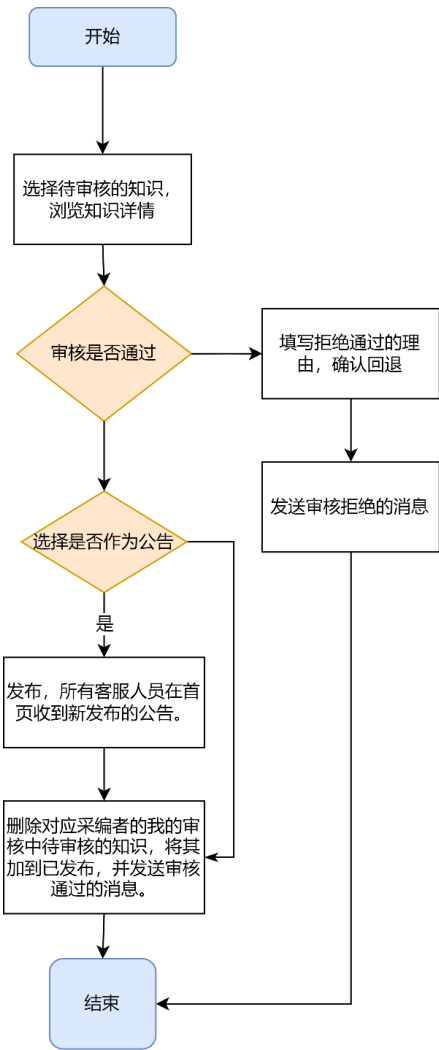 开始
选择待审核的知识，
浏览知识详情
审核是否通过
填写拒绝通过的理
由，确认回退
发送审核拒绝的消息
选择是否作为公告
是
发布，所有客服人员在首
页收到新发布的公告。
删除对应采编者的我的审
核中待审核的知识，将其
加到已发布，并发送审核
通过的消息。
结束